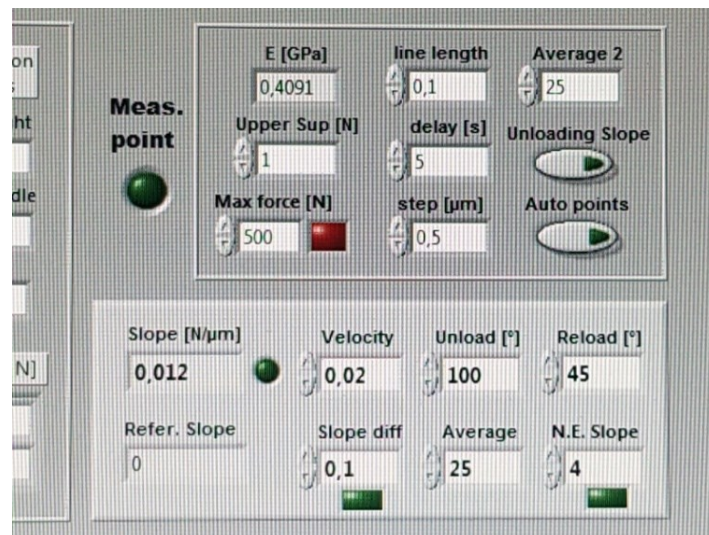 on
ht
dle
N]
Meas.
point
E [GPa] line length Average 2
0,4091 0,1 25
Upper Sup [N] delay [s] Unloading Slope
1 5
Max force [N] step [µm] Auto points
500 0,5
Slope [N/µm] Velocity Unload [°] Reload [°]
0,012 0,02 100 45
Refer. Slope Slope diff Average N.E. Slope
0 0,1 25 4